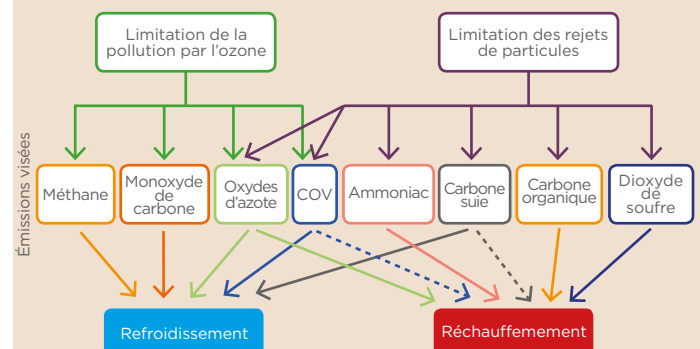 Limitation de la
pollution par l'ozone
Limitation des rejets
de particules
Émissions visées
Méthane
Monoxyde
de
carbone
Oxydes
d'azote
COV
Ammoniac
Carbone
suie
Carbone
organique
Dioxyde
de
soufre
Refroidissement
Réchauffemement